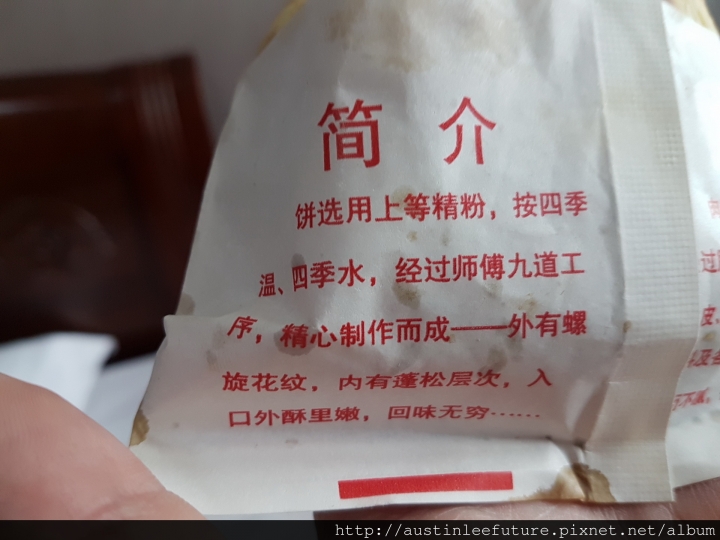 简介
饼选用上等精粉，按四季
温、四季水，经过师傅九道工
序，精心制作而成——外有螺
旋花纹，内有蓬松层次，入
口外酥里嫩，回味无穷……
http://austinleefuture.pixnet.net/album